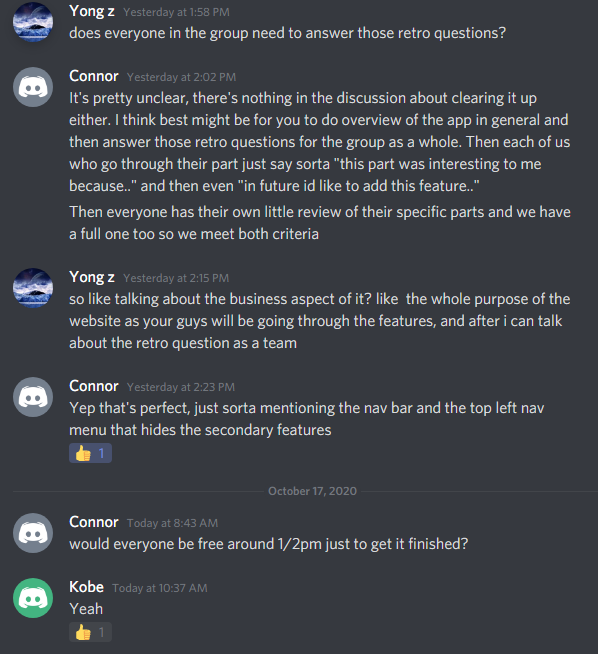 Yong z Yesterday at 1:58 PM
does everyone in the group need to answer those retro questions?
Connor Yesterday at 2:02 PM
It's pretty unclear, there's nothing in the discussion about clearing it up
either. I think best might be for you to do overview of the app in general and
then answer those retro questions for the group as a whole. Then each of us
who go through their part just say sorta "this part was interesting to me
because.." and then even "in future id like to add this feature.."
Then everyone has their own little review of their specific parts and we have
a full one too so we meet both criteria
Yong z Yesterday at 2:15 PM
so like talking about the business aspect of it? like  the whole purpose of the
website as your guys will be going through the features, and after i can talk
about the retro question as a team
Connor Yesterday at 2:23 PM
Yep that's perfect, just sorta mentioning the nav bar and the top left nav
menu that hides the secondary features
👍 1
October 17, 2020
Connor Today at 8:43 AM
would everyone be free around 1/2pm just to get it finished?
Kobe Today at 10:37 AM
Yeah
👍 1